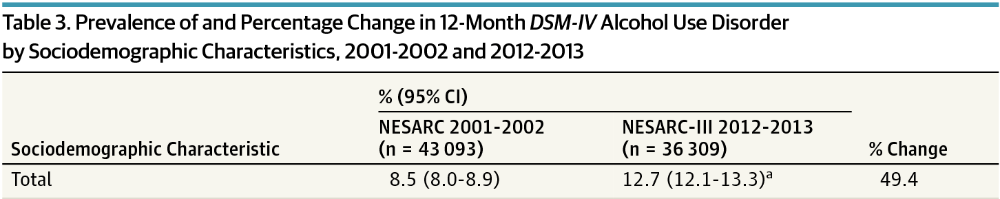 Table 3. Prevalence of and Percentage Change in 12-Month DSM-IV Alcohol Use Disorder
by Sociodemographic Characteristics, 2001-2002 and 2012-2013
% (95% CI)
NESARC 2001-2002 NESARC-III 2012-2013
Sociodemographic Characteristic (n = 43 093) (n = 36 309) % Change
Total 8.5 (8.0-8.9) 12.7 (12.1-13.3)a 49.4